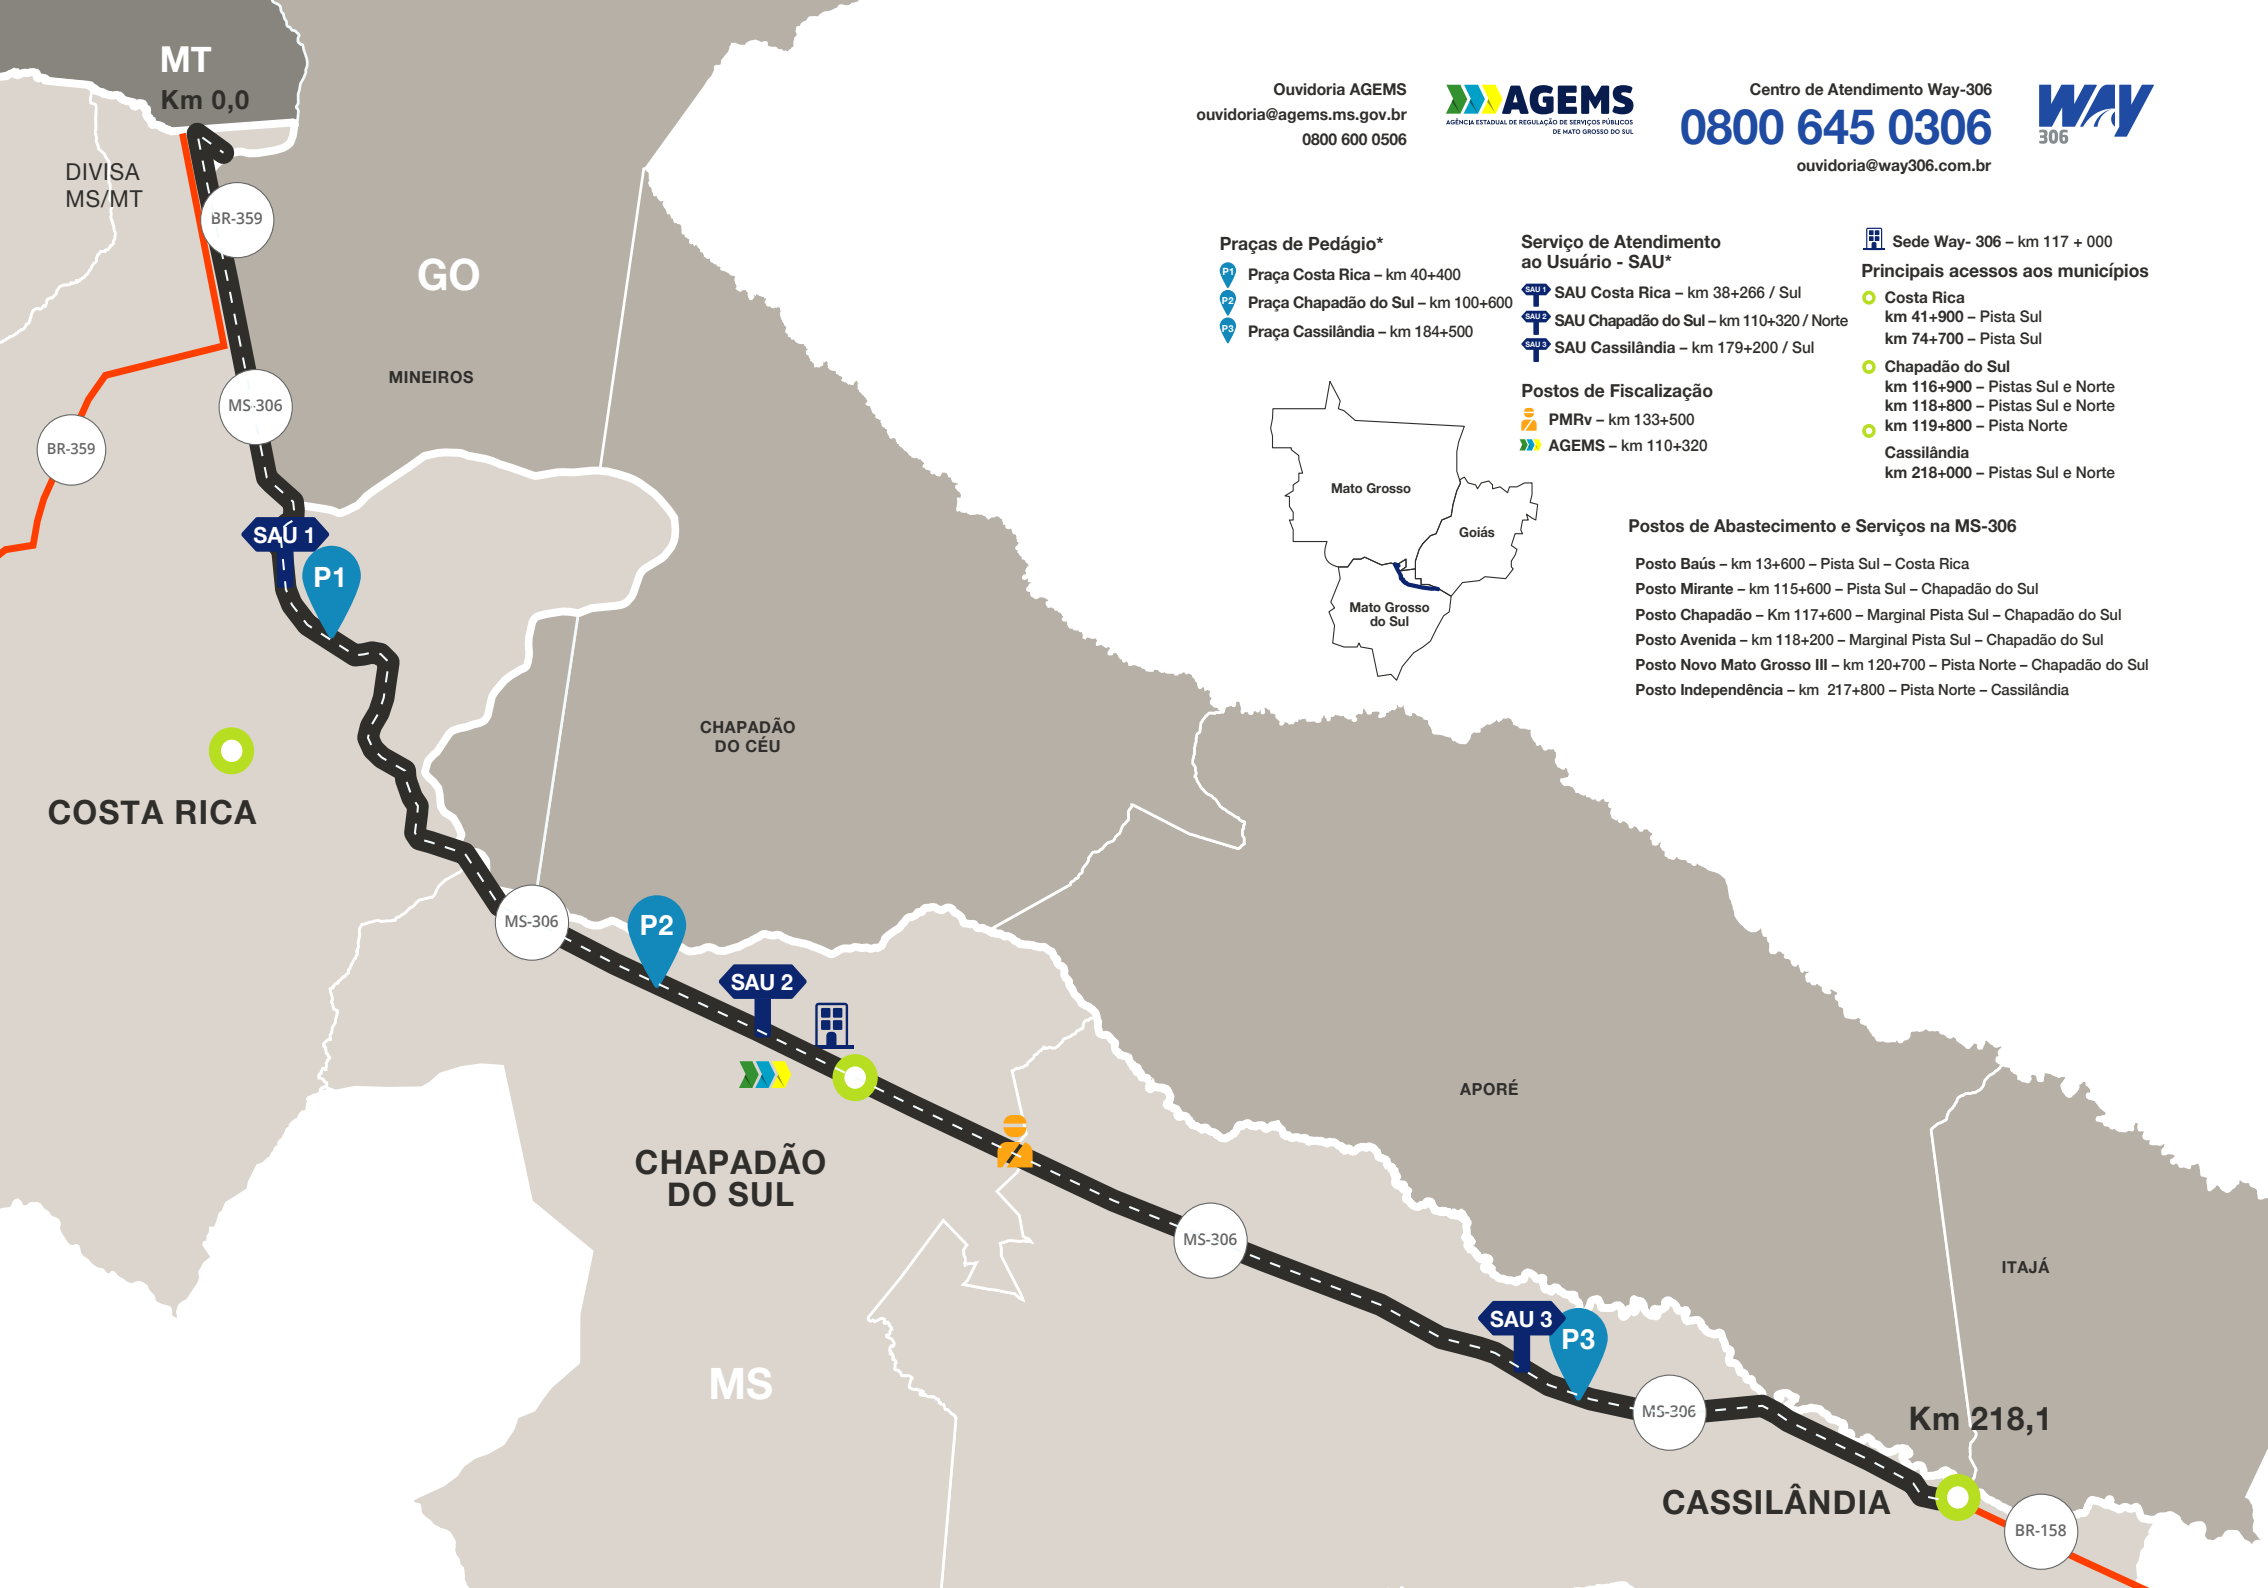 MT
Km 0,0
DIVISA
MS/MT
BR-359
GO
MINEIROS
MS-306
BR-359
SAU 1
P1
CHAPADÃO
DO CÉU
COSTA RICA
MS-306
P2
SAU 2
CHAPADÃO
DO SUL
MS
APORÉ
MS-306
ITAJÁ
SAU 3
P3
MS-306
Km 218,1
CASSILÂNDIA
BR-158
Ouvidoria AGEMS
ouvidoria@agems.ms.gov.br
0800 600 0506
AGEMS
AGÊNCIA ESTADUAL DE REGULAÇÃO DE SERVIÇOS PÚBLICOS
DE MATO GROSSO DO SUL
Centro de Atendimento Way-306
0800 645 0306
ouvidoria@way306.com.br
WAY
306
Praças de Pedágio*
P1 Praça Costa Rica – km 40+400
P2 Praça Chapadão do Sul – km 100+600
P3 Praça Cassilândia – km 184+500
Serviço de Atendimento
ao Usuário - SAU*
SAU 1 SAU Costa Rica – km 38+266 / Sul
SAU 2 SAU Chapadão do Sul – km 110+320 / Norte
SAU 3 SAU Cassilândia – km 179+200 / Sul
Postos de Fiscalização
PMRv – km 133+500
AGEMS – km 110+320
Sede Way- 306 – km 117 + 000
Principais acessos aos municípios
Costa Rica
km 41+900 – Pista Sul
km 74+700 – Pista Sul
Chapadão do Sul
km 116+900 – Pistas Sul e Norte
km 118+800 – Pistas Sul e Norte
km 119+800 – Pista Norte
Cassilândia
km 218+000 – Pistas Sul e Norte
Mato Grosso
Goiás
Mato Grosso
do Sul
Postos de Abastecimento e Serviços na MS-306
Posto Baús – km 13+600 – Pista Sul – Costa Rica
Posto Mirante – km 115+600 – Pista Sul – Chapadão do Sul
Posto Chapadão – Km 117+600 – Marginal Pista Sul – Chapadão do Sul
Posto Avenida – km 118+200 – Marginal Pista Sul – Chapadão do Sul
Posto Novo Mato Grosso III – km 120+700 – Pista Norte – Chapadão do Sul
Posto Independência – km 217+800 – Pista Norte – Cassilândia